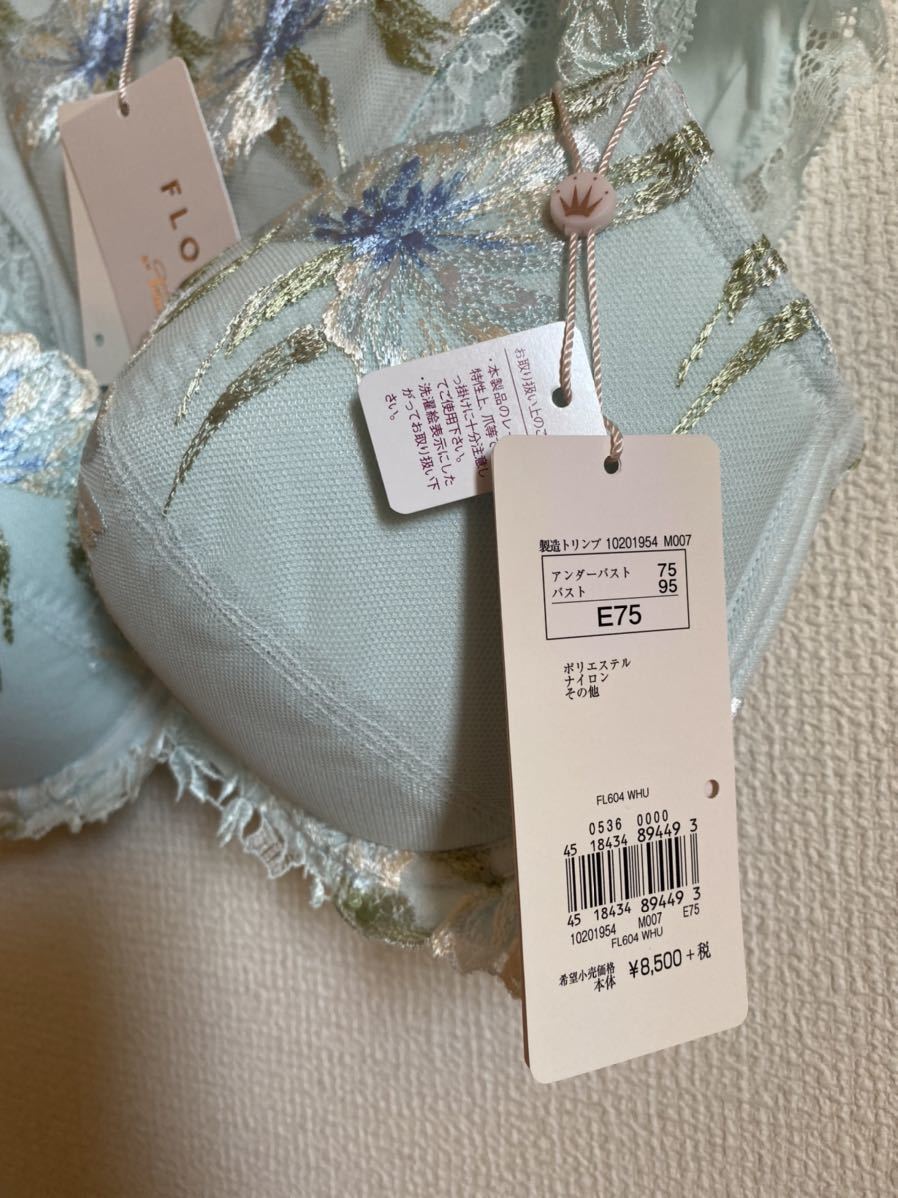 FLO
お取り扱い上のご
・本製品のレー
特性上、爪等で
っ掛けに十分注意し
てご使用下さい。
・洗濯絵表示にした
がってお取り扱い下
さい。
製造トリンプ 10201954 M007
アンダーバスト 75
バスト 95
E75
ポリエステル
ナイロン
その他
FL604 WHU
0536 0000
45 18434 89449 3
45 18434 89449 3
10201954 M007 E75
FL604 WHU
希望小売価格
本体 ¥8,500+税